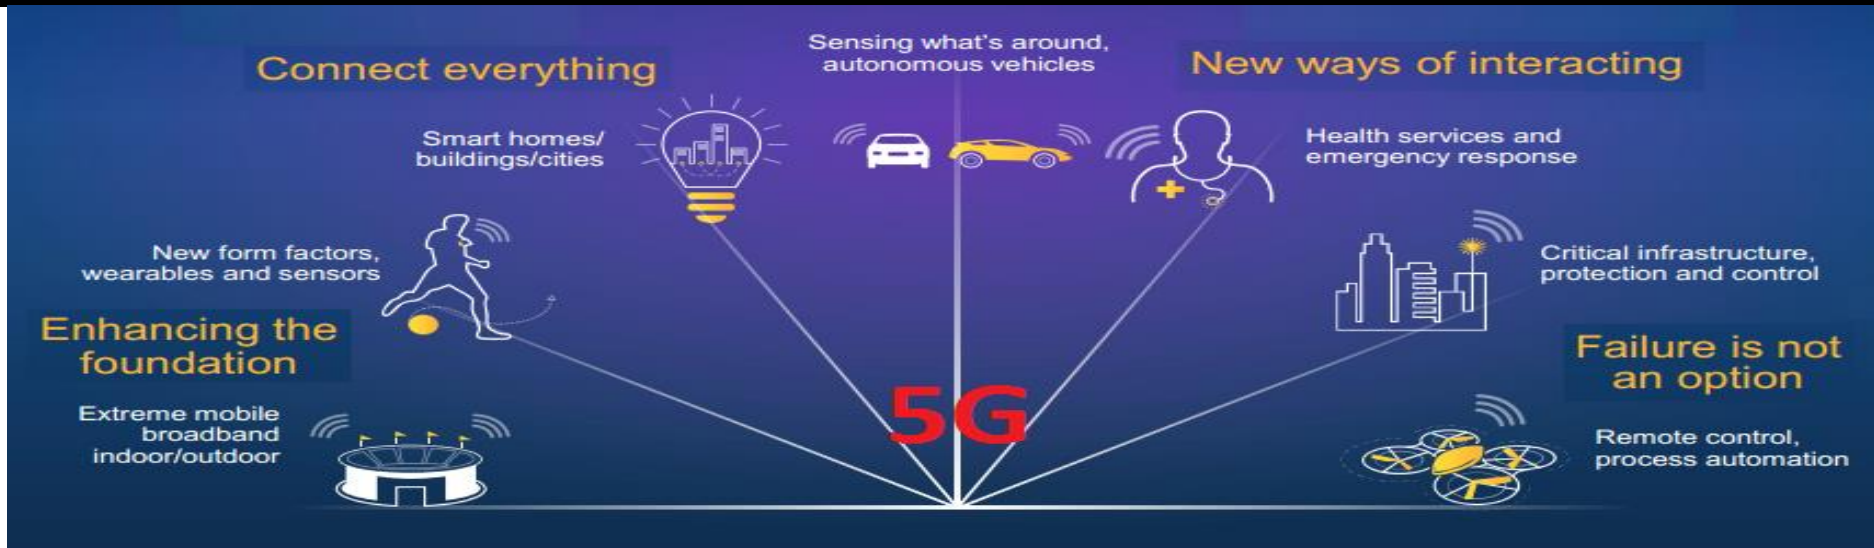 Connect everything
Sensing what's around,
autonomous vehicles
New ways of interacting
Smart homes/
buildings/cities
Health services and
emergency response
New form factors,
wearables and sensors
Critical infrastructure,
protection and control
Enhancing the
foundation
Failure is not
an option
5G
Extreme mobile
broadband
indoor/outdoor
Remote control,
process automation